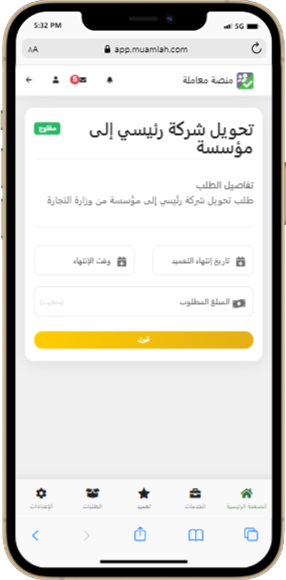 5:32 PM
5G
AA
app.muamlah.com
منصة معاملة
5
تحويل شركة رئيسي إلى
مؤسسة
مفتوح
تفاصيل الطلب
طلب تحويل شركة رئيسي إلى مؤسسة من وزارة التجارة
تاريخ إنتهاء التعميد
وقت الإنتهاء
المبلغ المطلوب
(مطلوب)
قبول
الصفحة الرئيسية
الخدمات
تعميد
الطلبات
الإعدادات